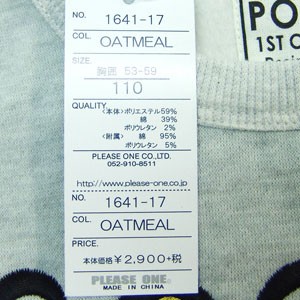 NO. 1641-17
COL. OATMEAL
SIZE
胸囲 53-59
110
QUALITY
<本体> ポリエステル59%
綿 39%
ポリウレタン 2%
<附属> 綿 95%
ポリウレタン 5%
PLEASE ONE CO.,LTD.
052-910-8511
http://www.please-one.co.jp
NO. 1641-17
COL. OATMEAL
PRICE.
本体価格 ¥2,900+税
PLEASE ONE.
MADE IN CHINA
PO
1ST O